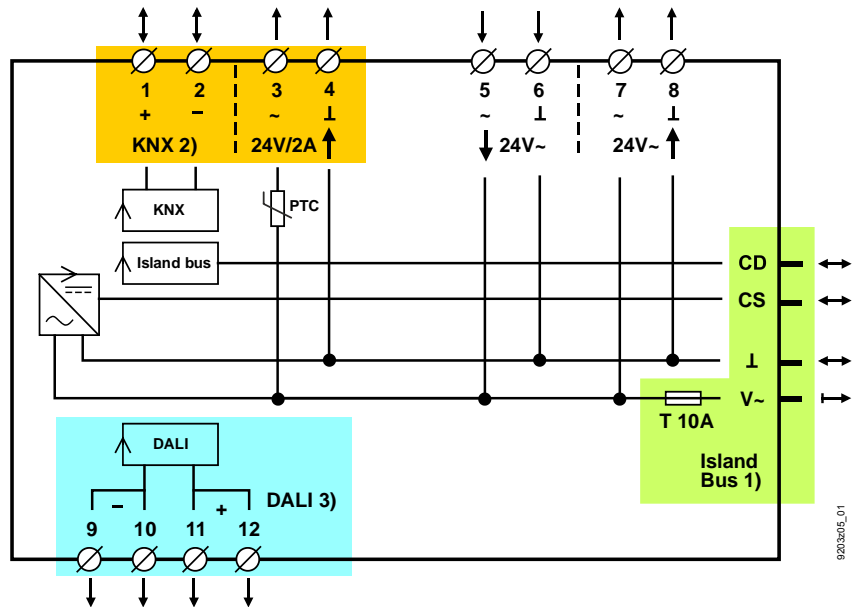 1 2 3 4 5 6 7 8
+ − ~ ⊥ ~ ⊥ ~ ⊥
KNX 2) 24V/2A 24V~ 24V~
PTC
KNX
Island bus
CD
CS
⊥
V~
T 10A
Island
Bus 1)
DALI
DALI 3)
− +
9 10 11 12
9203z05_01